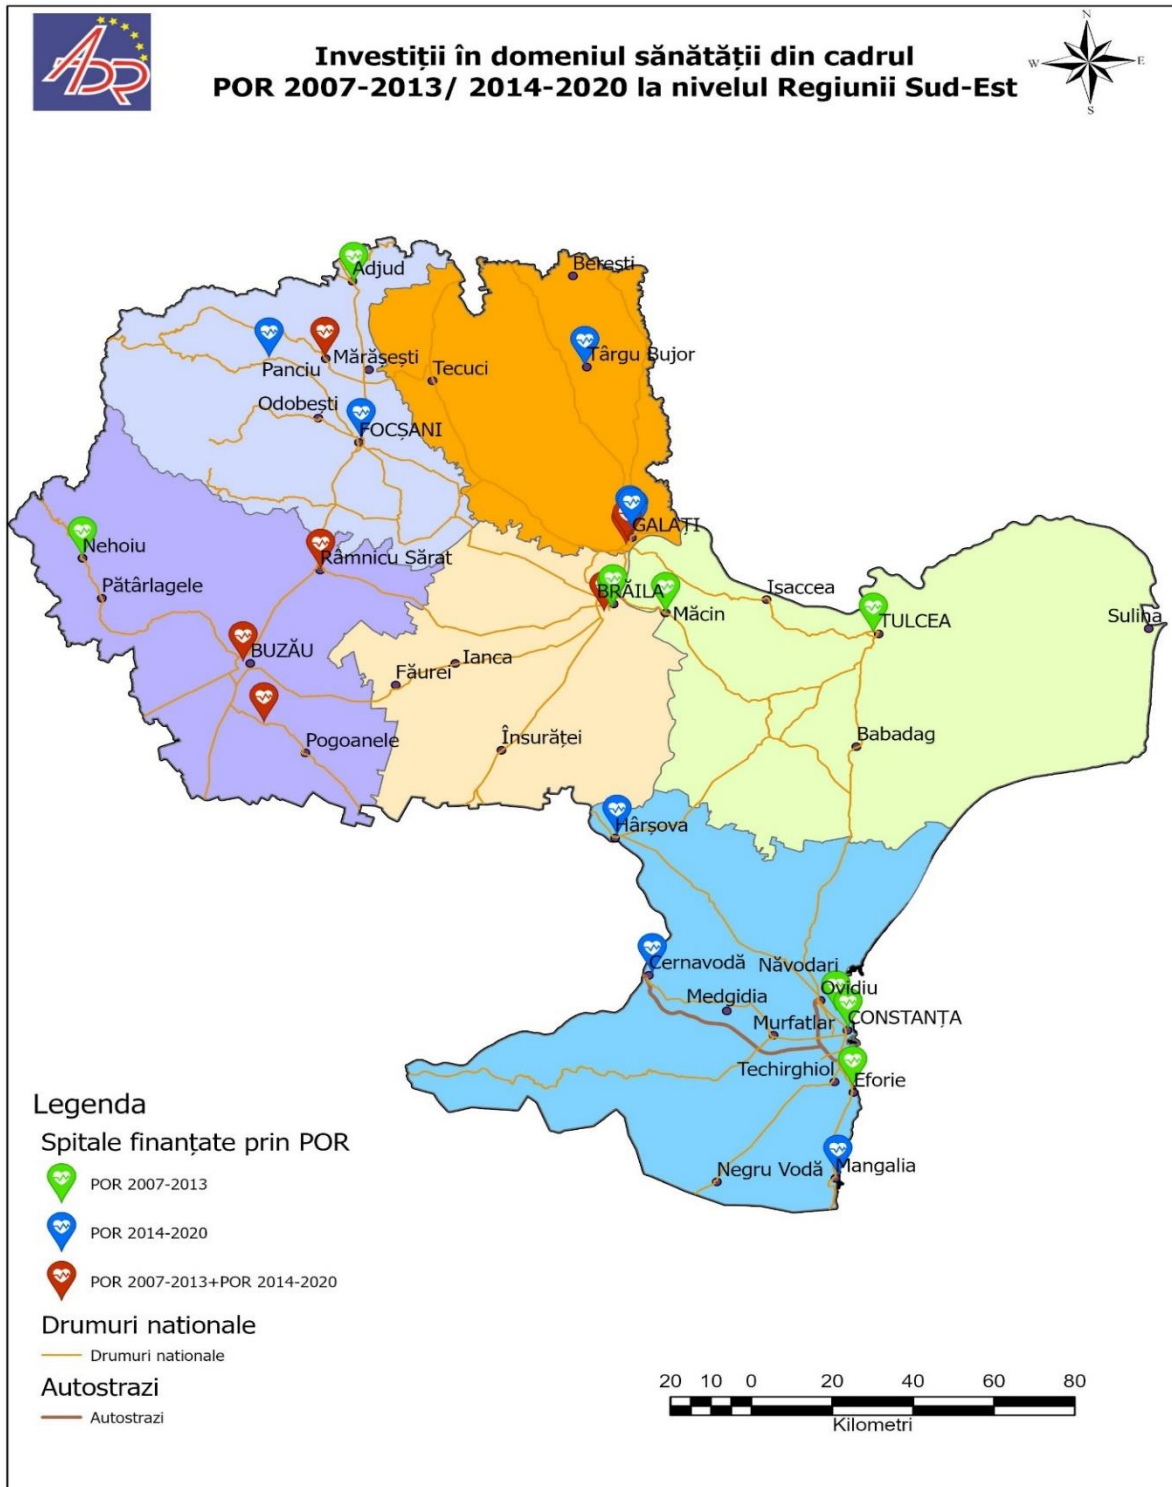 ADR
Investiții în domeniul sănătății din cadrul
POR 2007-2013/ 2014-2020 la nivelul Regiunii Sud-Est
N
W
E
S
Adjud
Berești
Panciu
Mărășești
Târgu Bujor
Tecuci
Odobești
FOCȘANI
GALAȚI
Nehoiu
Râmnicu Sărat
Pătârlagele
BRĂILA
Măcin
Isaccea
TULCEA
Sulina
BUZĂU
Ianca
Făurei
Pogoanele
Însurăței
Babadag
Hârșova
Cernavodă
Năvodari
Medgidia
Ovidiu
Murfatlar
CONSTANȚA
Techirghiol
Eforie
Negru Vodă
Mangalia
Legenda
Spitale finanțate prin POR
POR 2007-2013
POR 2014-2020
POR 2007-2013+POR 2014-2020
Drumuri nationale
Drumuri nationale
Autostrazi
Autostrazi
20 10 0 20 40 60 80
Kilometri